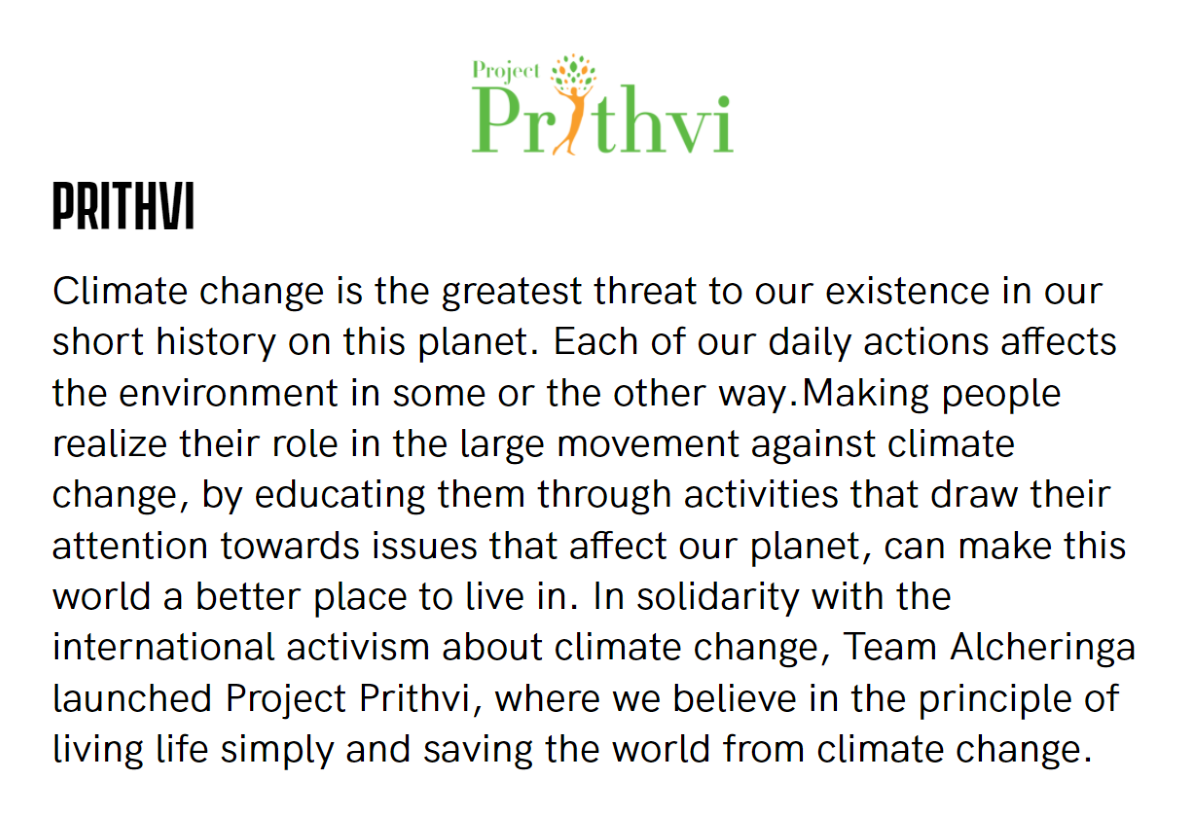 Project
Prithvi
PRITHVI
Climate change is the greatest threat to our existence in our
short history on this planet. Each of our daily actions affects
the environment in some or the other way.Making people
realize their role in the large movement against climate
change, by educating them through activities that draw their
attention towards issues that affect our planet, can make this
world a better place to live in. In solidarity with the
international activism about climate change, Team Alcheringa
launched Project Prithvi, where we believe in the principle of
living life simply and saving the world from climate change.